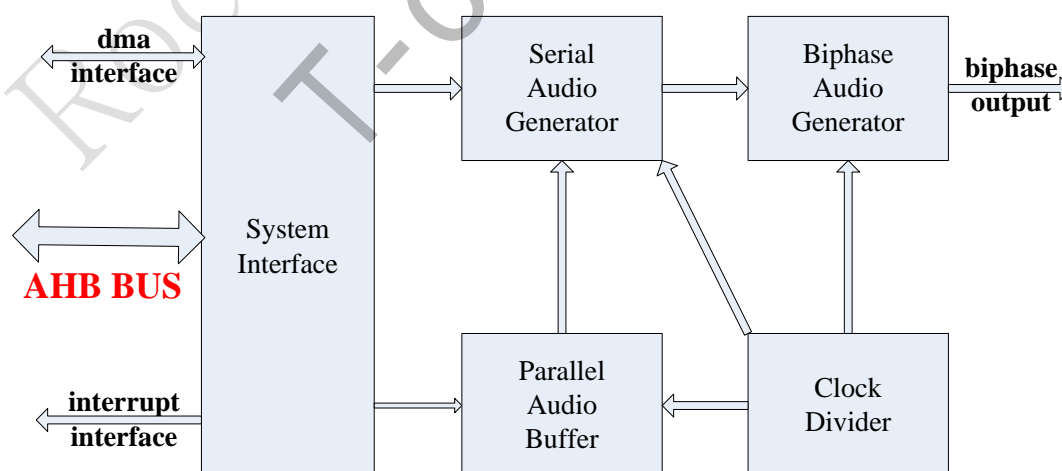 dma
interface
Serial
Audio
Generator
Biphase
Audio
Generator
biphase
output
System
Interface
AHB BUS
Parallel
Audio
Buffer
Clock
Divider
interrupt
interface